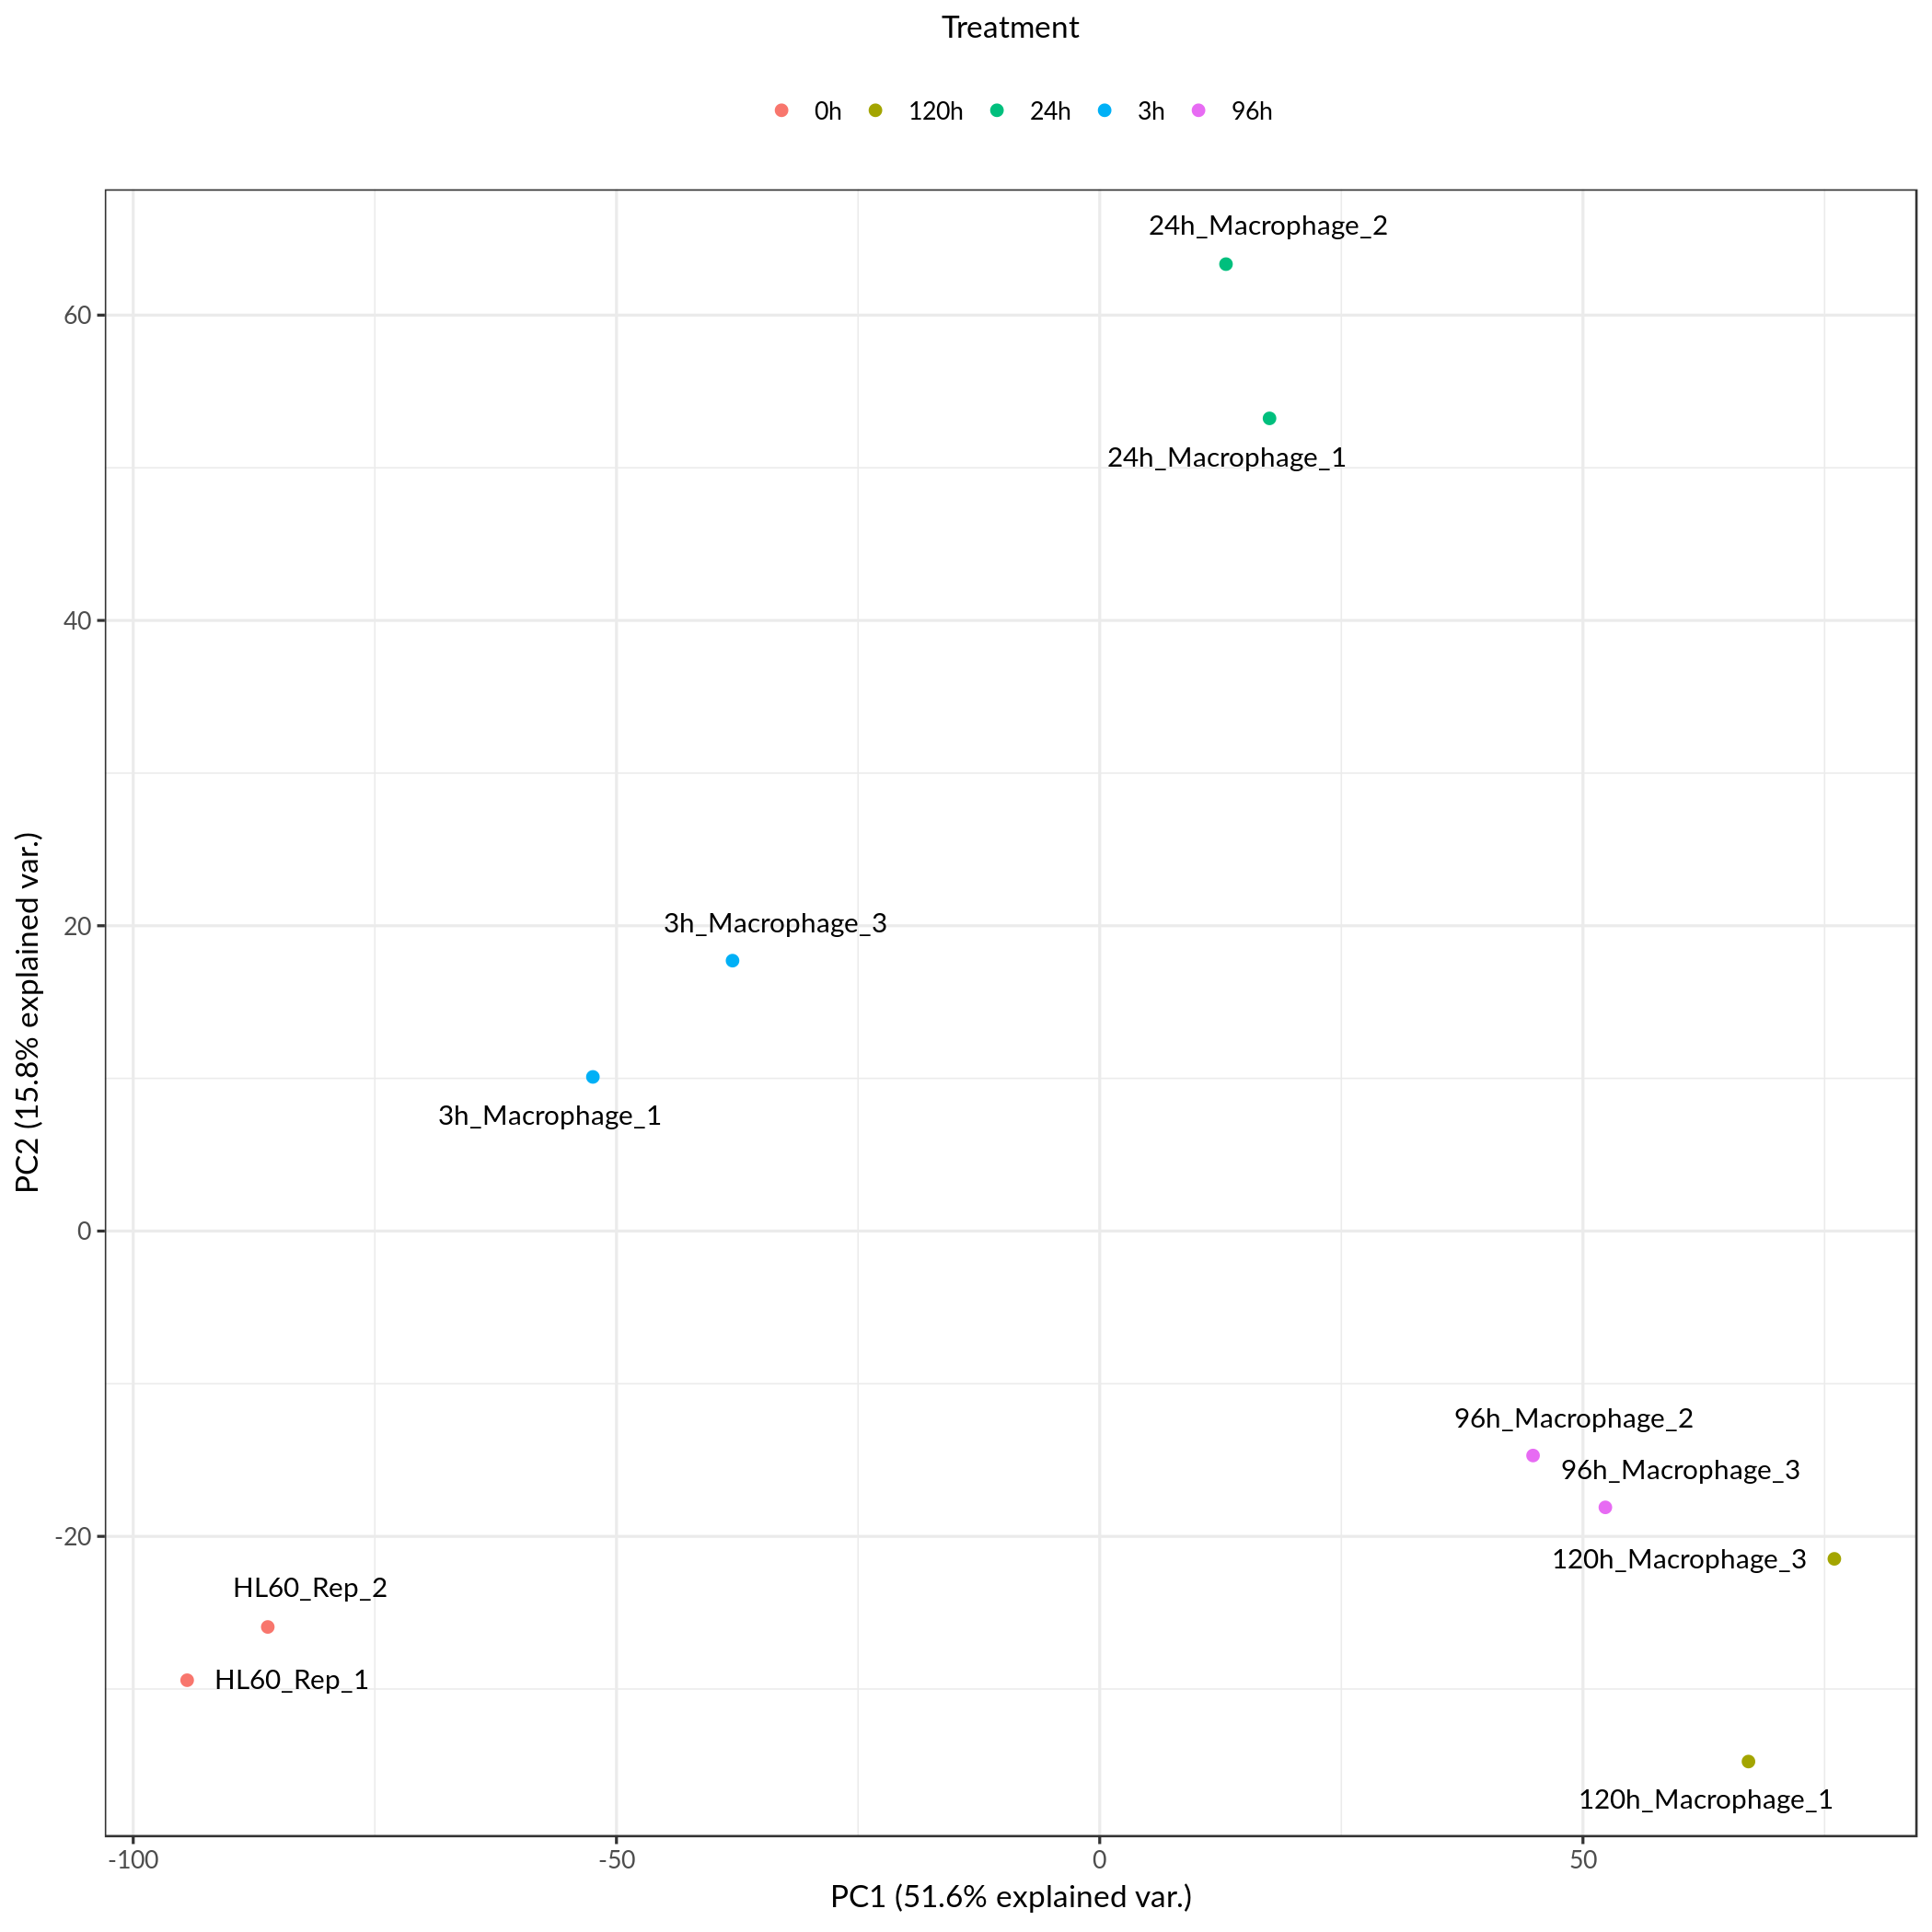 Treatment
0h 120h 24h 3h 96h
24h_Macrophage_2
60
24h_Macrophage_1
40
3h_Macrophage_3
20
3h_Macrophage_1
PC2 (15.8% explained var.)
0
96h_Macrophage_2
96h_Macrophage_3
-20
120h_Macrophage_3
HL60_Rep_2
HL60_Rep_1
120h_Macrophage_1
-100 -50 0 50
PC1 (51.6% explained var.)